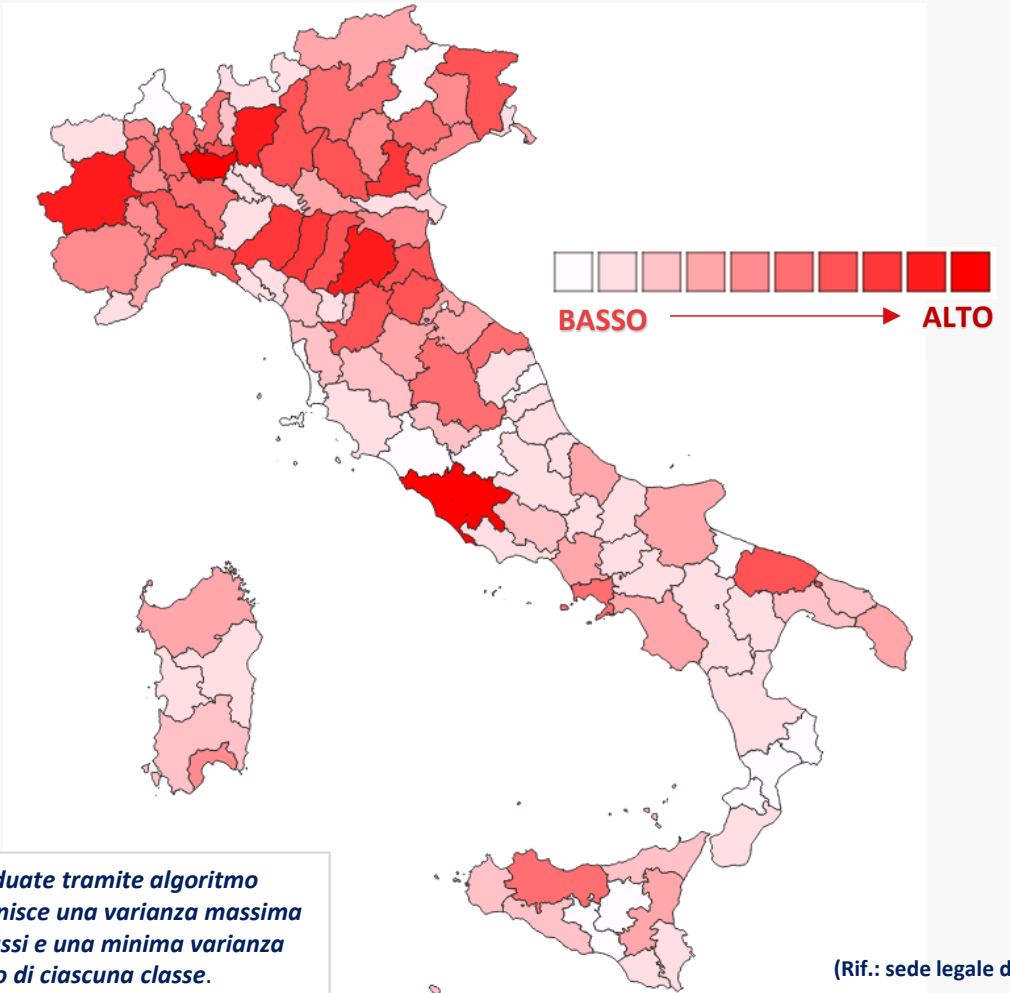 BASSO ALTO
duate tramite algoritmo
nisce una varianza massima
ssi e una minima varianza
o di ciascuna classe.
(Rif.: sede legale d